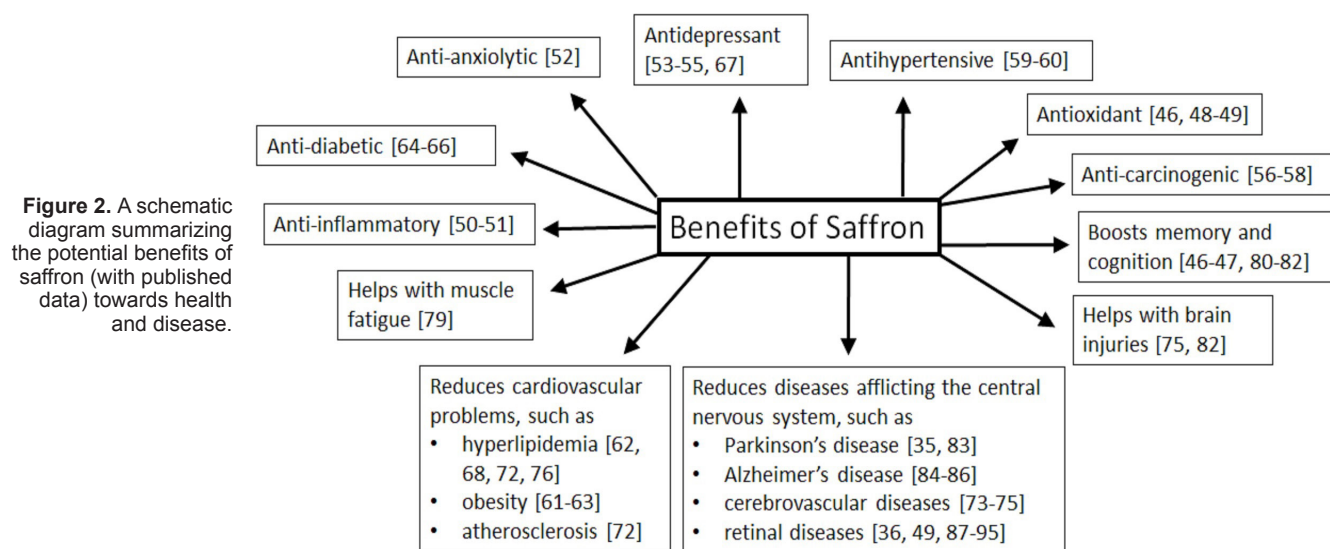 Anti-anxiolytic [52]
Antidepressant
[53-55, 67]
Antihypertensive [59-60]
Antioxidant [46, 48-49]
Anti-diabetic [64-66]
Anti-carcinogenic [56-58]
Figure 2. A schematic
diagram summarizing
the potential benefits of
saffron (with published
data) towards health
and disease.
Anti-inflammatory [50-51]
Benefits of Saffron
Boosts memory and
cognition [46-47, 80-82]
Helps with muscle
fatigue [79]
Helps with brain
injuries [75, 82]
Reduces cardiovascular
problems, such as
• hyperlipidemia [62,
68, 72, 76]
• obesity [61-63]
• atherosclerosis [72]
Reduces diseases afflicting the central
nervous system, such as
• Parkinson's disease [35, 83]
• Alzheimer's disease [84-86]
• cerebrovascular diseases [73-75]
• retinal diseases [36, 49, 87-95]